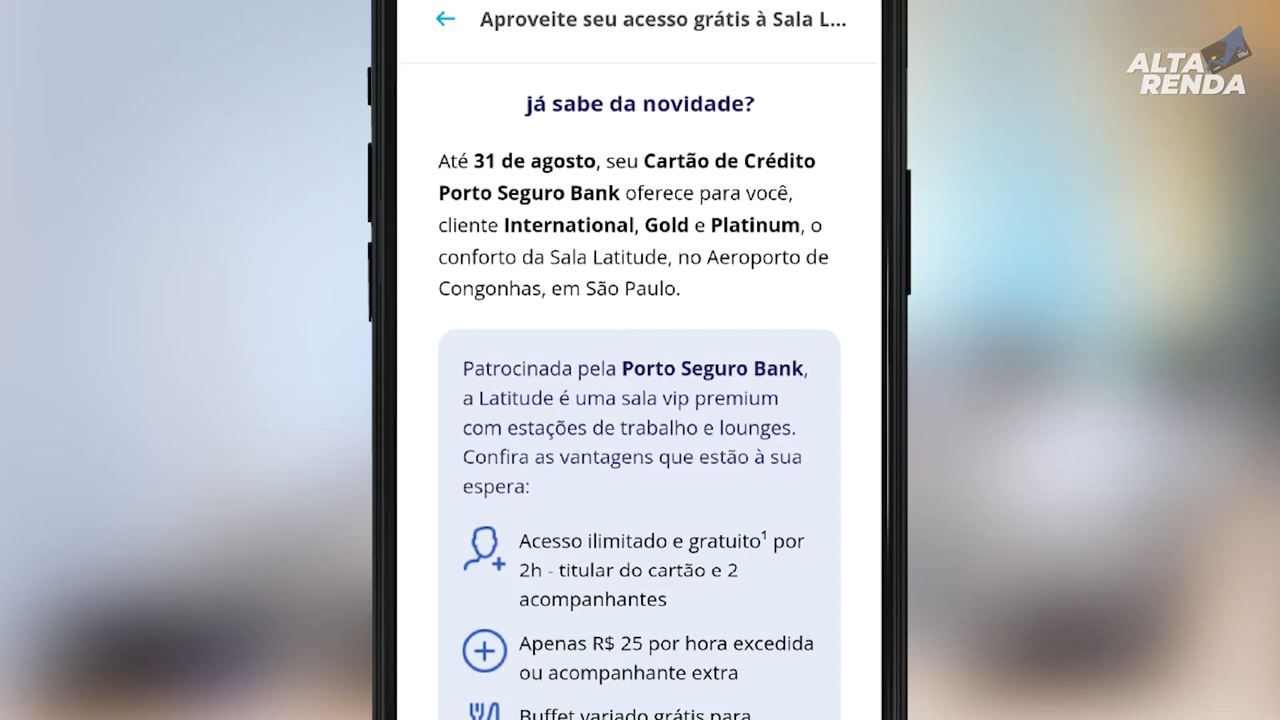 Aproveite seu acesso grátis à Sala L...
ALTA
RENDA
já sabe da novidade?
Até 31 de agosto, seu Cartão de Crédito
Porto Seguro Bank oferece para você,
cliente International, Gold e Platinum, o
conforto da Sala Latitude, no Aeroporto de
Congonhas, em São Paulo.
Patrocinada pela Porto Seguro Bank,
a Latitude é uma sala vip premium
com estações de trabalho e lounges.
Confira as vantagens que estão à sua
espera:
Acesso ilimitado e gratuito¹ por
2h - titular do cartão e 2
acompanhantes
Apenas R$ 25 por hora excedida
ou acompanhante extra
Buffet variado grátis para